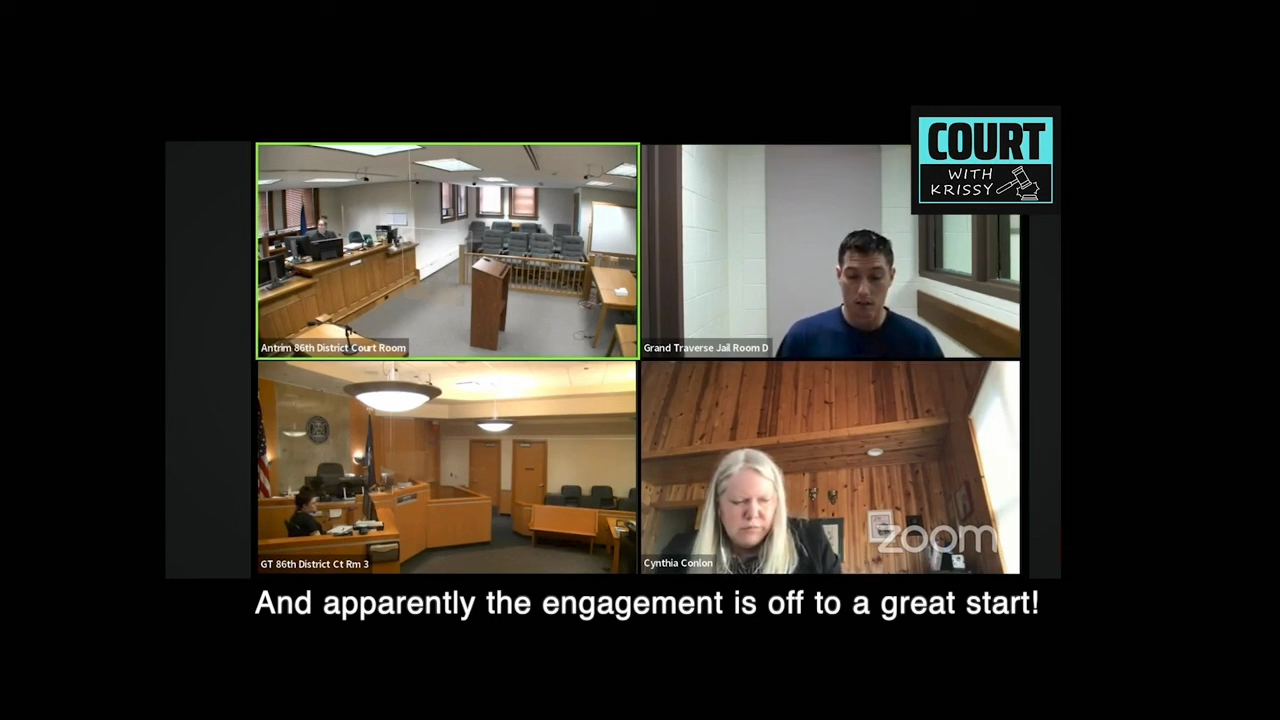 COURT
WITH
KRISSY
Antrim 86th District Court Room
Grand Traverse Jail Room D
GT 86th District Ct Rm 3
Cynthia Conlon
zoom
And apparently the engagement is off to a great start!